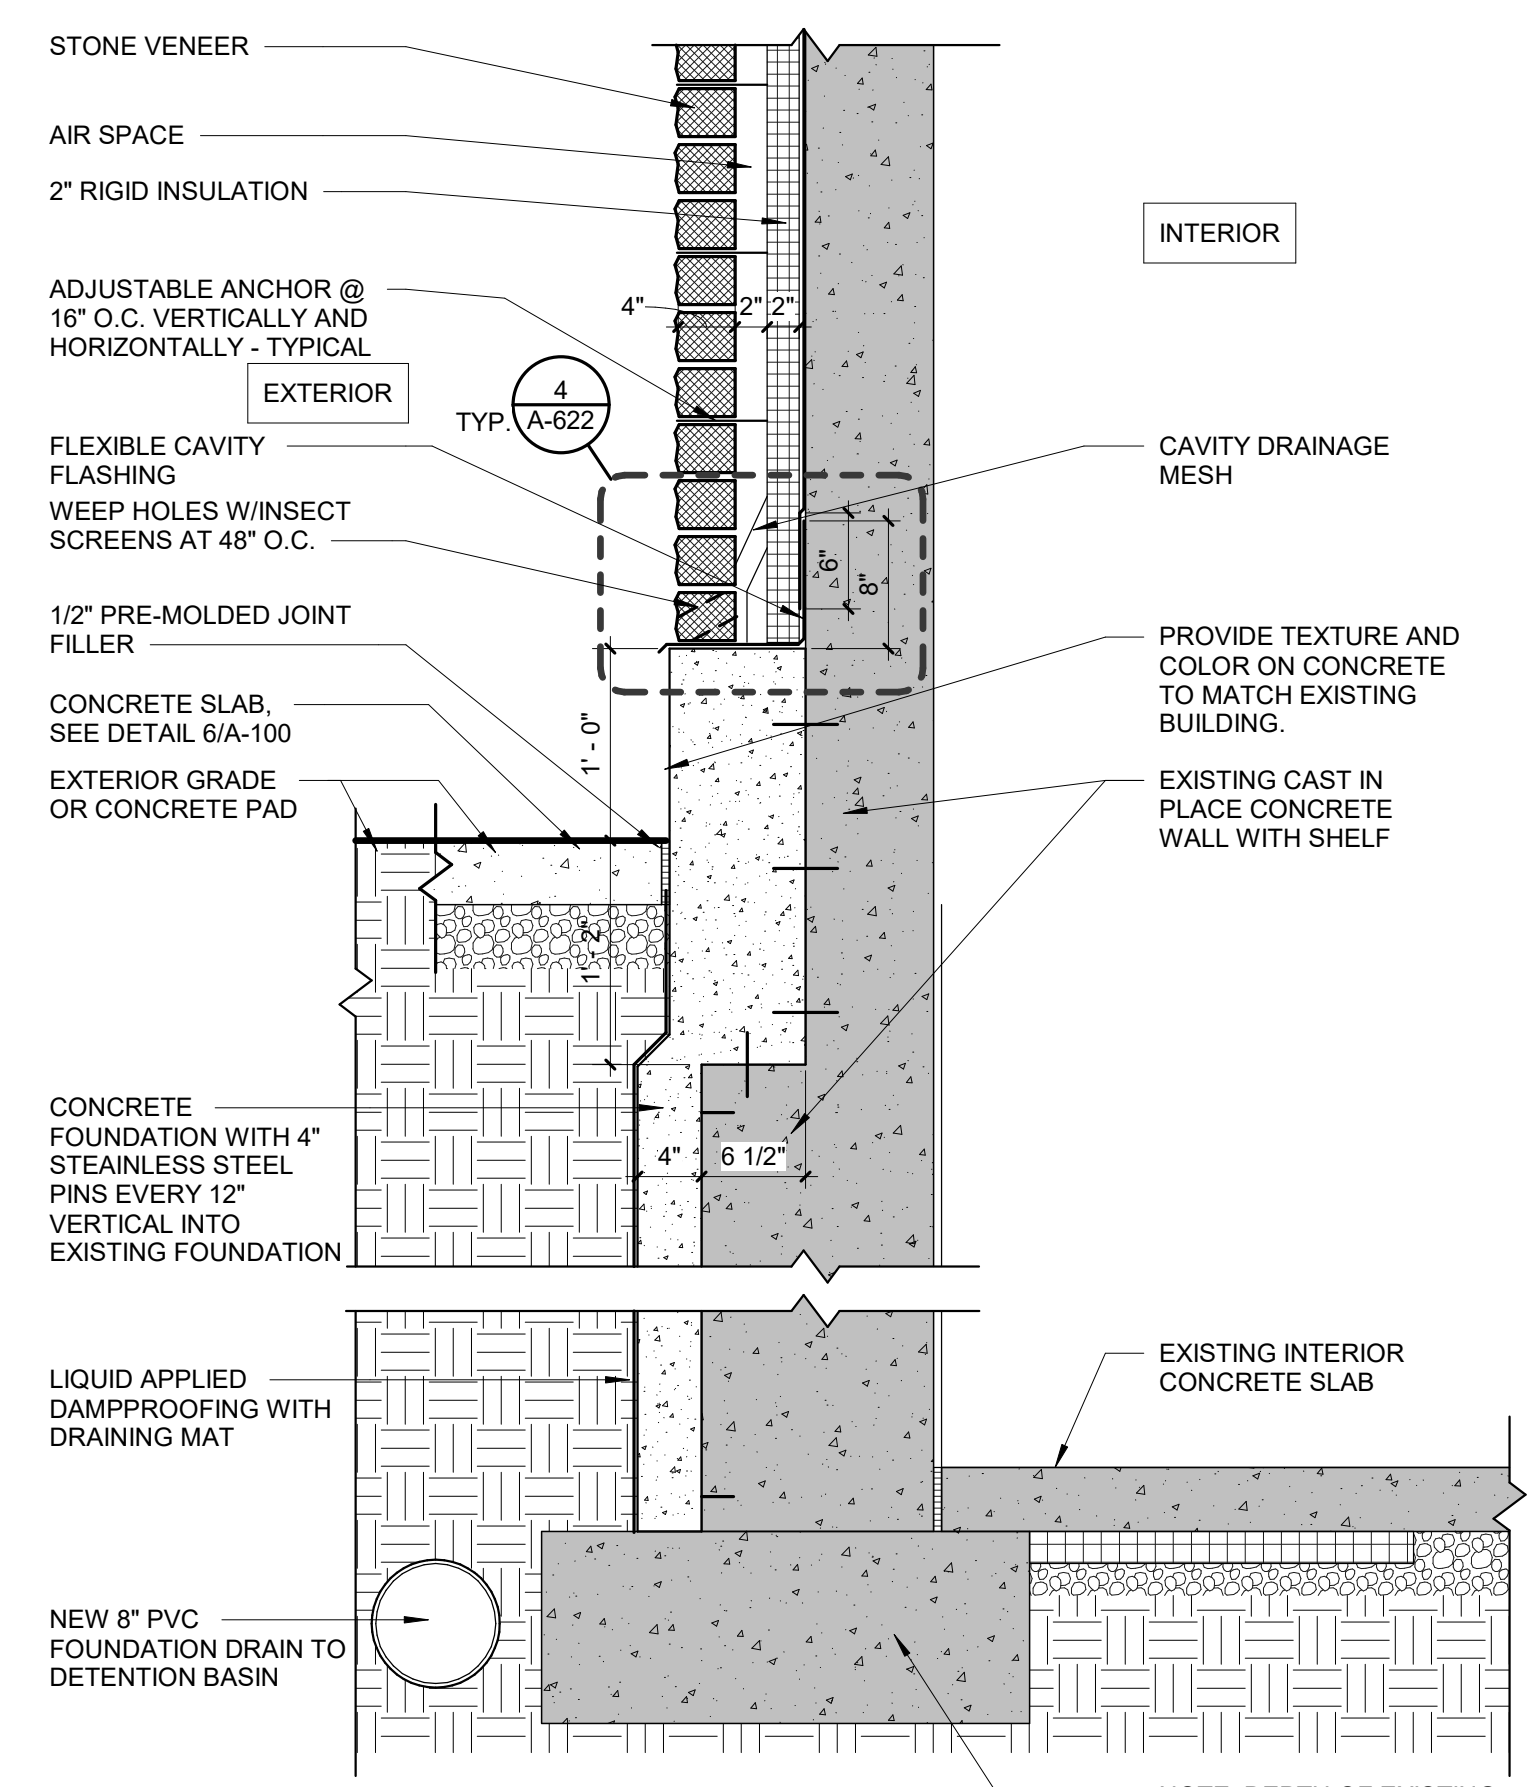 STONE VENEER
AIR SPACE
2" RIGID INSULATION
INTERIOR
ADJUSTABLE ANCHOR @
16" O.C. VERTICALLY AND
HORIZONTALLY - TYPICAL
4"
2"
2"
EXTERIOR
TYP.
4
A-622
FLEXIBLE CAVITY
FLASHING
CAVITY DRAINAGE
MESH
WEEP HOLES W/INSECT
SCREENS AT 48" O.C.
6"
8"
1/2" PRE-MOLDED JOINT
FILLER
PROVIDE TEXTURE AND
COLOR ON CONCRETE
TO MATCH EXISTING
BUILDING.
CONCRETE SLAB,
SEE DETAIL 6/A-100
1' - 0"
EXTERIOR GRADE
OR CONCRETE PAD
EXISTING CAST IN
PLACE CONCRETE
WALL WITH SHELF
1' - 2"
CONCRETE
FOUNDATION WITH 4"
STEAINLESS STEEL
PINS EVERY 12"
VERTICAL INTO
EXISTING FOUNDATION
4"
6 1/2"
EXISTING INTERIOR
CONCRETE SLAB
LIQUID APPLIED
DAMPPROOFING WITH
DRAINING MAT
NEW 8" PVC
FOUNDATION DRAIN TO
DETENTION BASIN